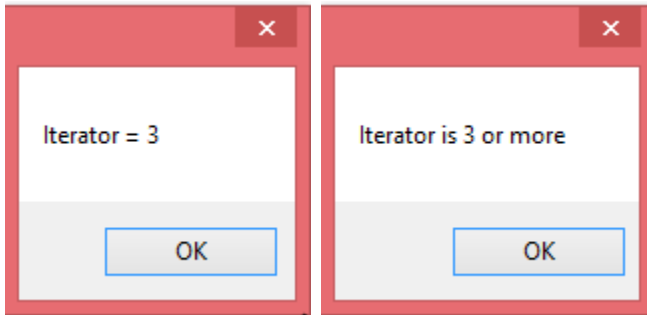 Iterator = 3
OK
Iterator is 3 or more
OK